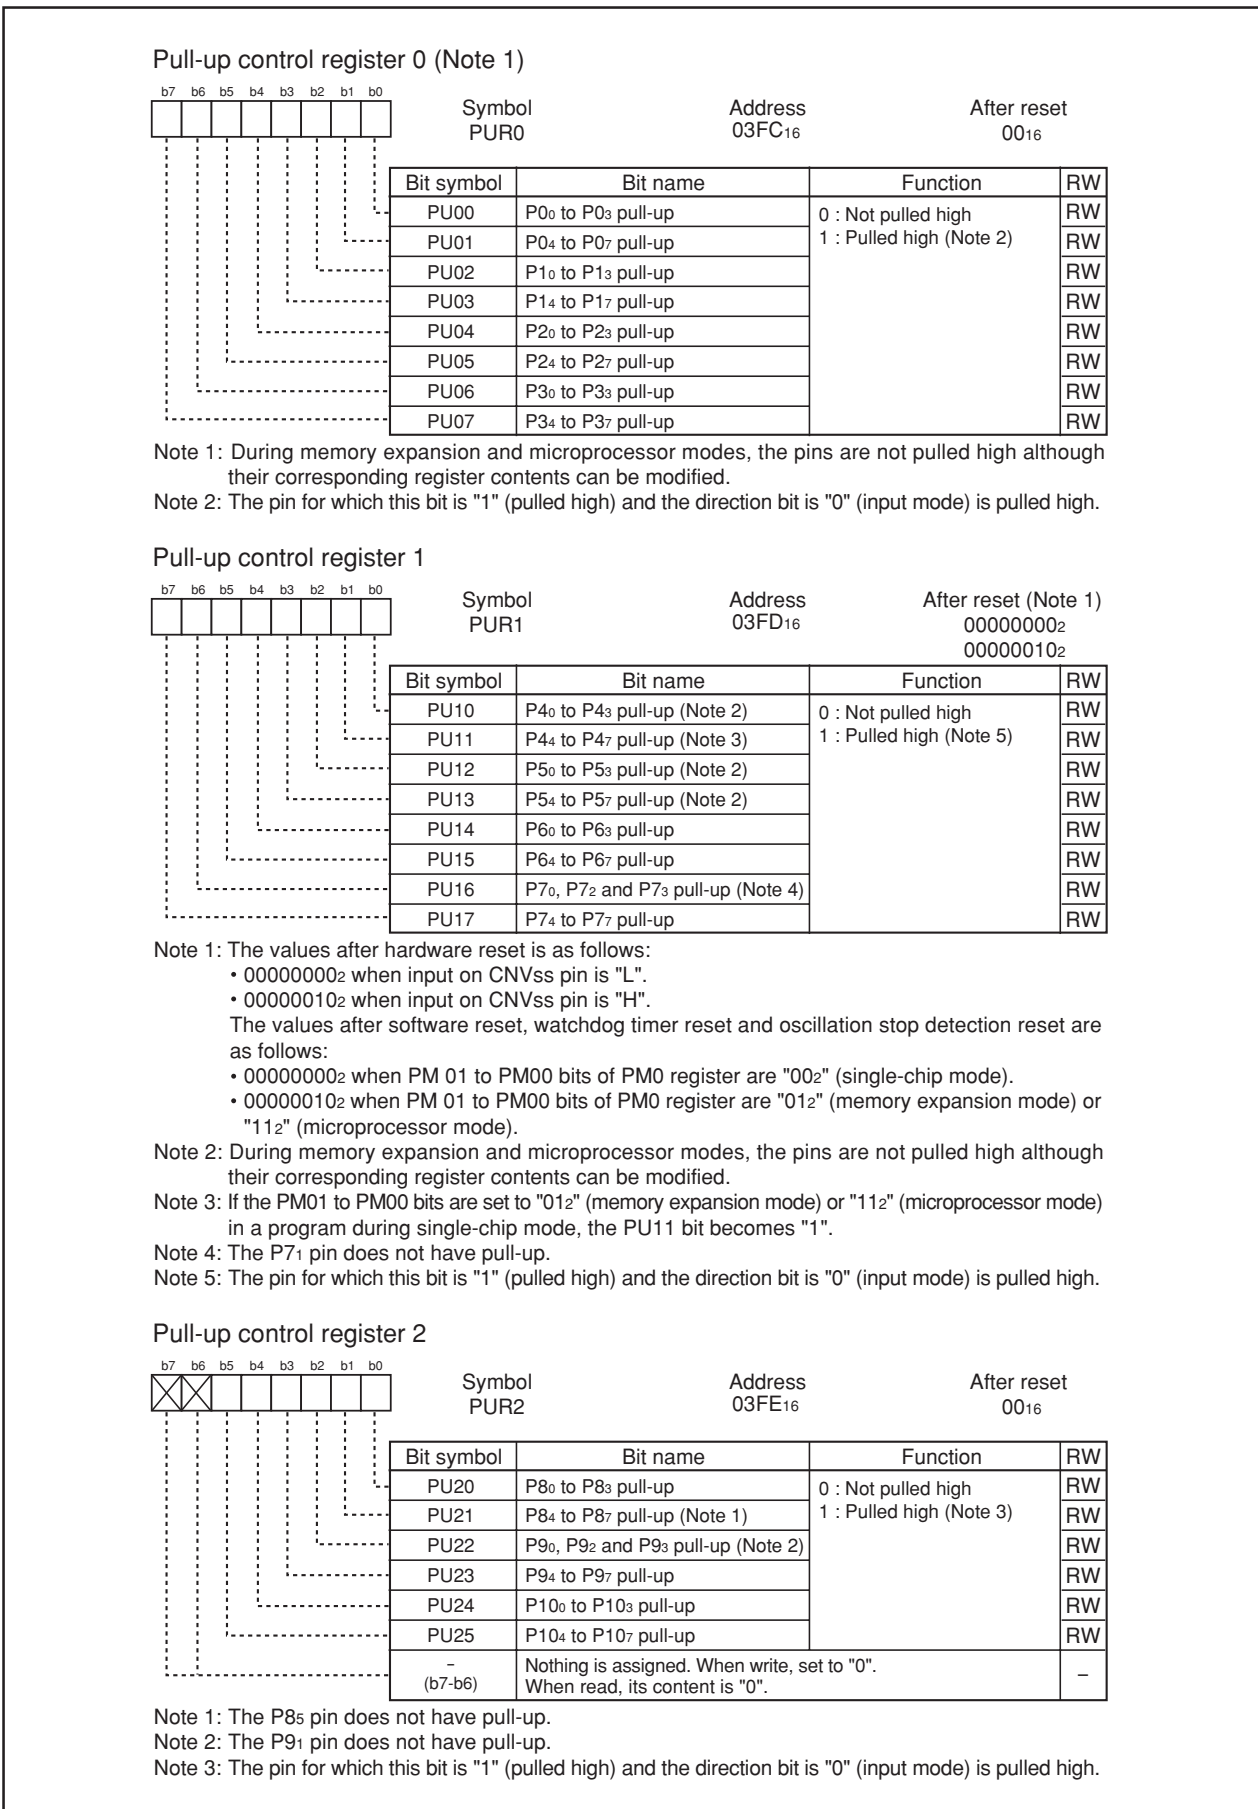 Pull-up control register 0 (Note 1)
b7 b6 b5 b4 b3 b2 b1 b0
Symbol Address After reset
PUR0 03FC16 0016
Bit symbol Bit name Function RW
PU00 P00 to P03 pull-up 0 : Not pulled high RW
PU01 P04 to P07 pull-up 1 : Pulled high (Note 2) RW
PU02 P10 to P13 pull-up RW
PU03 P14 to P17 pull-up RW
PU04 P20 to P23 pull-up RW
PU05 P24 to P27 pull-up RW
PU06 P30 to P33 pull-up RW
PU07 P34 to P37 pull-up RW
Note 1: During memory expansion and microprocessor modes, the pins are not pulled high although
their corresponding register contents can be modified.
Note 2: The pin for which this bit is "1" (pulled high) and the direction bit is "0" (input mode) is pulled high.
Pull-up control register 1
b7 b6 b5 b4 b3 b2 b1 b0
Symbol Address After reset (Note 1)
PUR1 03FD16 000000002
000000102
Bit symbol Bit name Function RW
PU10 P40 to P43 pull-up (Note 2) 0 : Not pulled high RW
PU11 P44 to P47 pull-up (Note 3) 1 : Pulled high (Note 5) RW
PU12 P50 to P53 pull-up (Note 2) RW
PU13 P54 to P57 pull-up (Note 2) RW
PU14 P60 to P63 pull-up RW
PU15 P64 to P67 pull-up RW
PU16 P70, P72 and P73 pull-up (Note 4) RW
PU17 P74 to P77 pull-up RW
Note 1: The values after hardware reset is as follows:
• 000000002 when input on CNVss pin is "L".
• 000000102 when input on CNVss pin is "H".
The values after software reset, watchdog timer reset and oscillation stop detection reset are
as follows:
• 000000002 when PM 01 to PM00 bits of PM0 register are "002" (single-chip mode).
• 000000102 when PM 01 to PM00 bits of PM0 register are "012" (memory expansion mode) or
"112" (microprocessor mode).
Note 2: During memory expansion and microprocessor modes, the pins are not pulled high although
their corresponding register contents can be modified.
Note 3: If the PM01 to PM00 bits are set to "012" (memory expansion mode) or "112" (microprocessor mode)
in a program during single-chip mode, the PU11 bit becomes "1".
Note 4: The P71 pin does not have pull-up.
Note 5: The pin for which this bit is "1" (pulled high) and the direction bit is "0" (input mode) is pulled high.
Pull-up control register 2
b7 b6 b5 b4 b3 b2 b1 b0
Symbol Address After reset
PUR2 03FE16 0016
Bit symbol Bit name Function RW
PU20 P80 to P83 pull-up 0 : Not pulled high RW
PU21 P84 to P87 pull-up (Note 1) 1 : Pulled high (Note 3) RW
PU22 P90, P92 and P93 pull-up (Note 2) RW
PU23 P94 to P97 pull-up RW
PU24 P100 to P103 pull-up RW
PU25 P104 to P107 pull-up RW
– Nothing is assigned. When write, set to "0". –
(b7-b6) When read, its content is "0".
Note 1: The P85 pin does not have pull-up.
Note 2: The P91 pin does not have pull-up.
Note 3: The pin for which this bit is "1" (pulled high) and the direction bit is "0" (input mode) is pulled high.